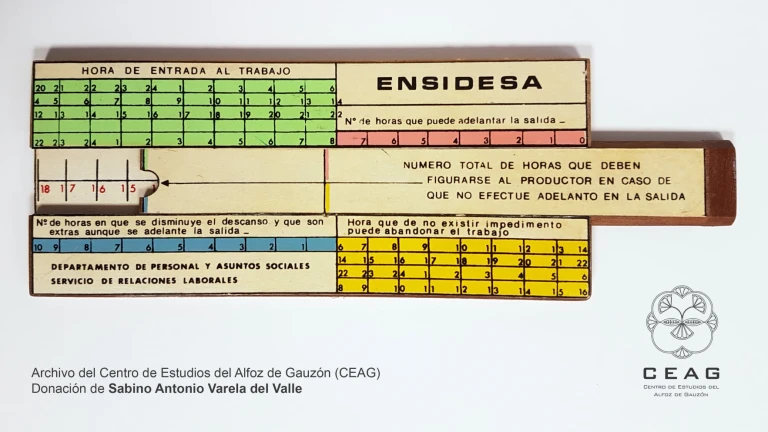 HORA DE ENTRADA AL TRABAJO
20 21 22 23 24 1 2 3 4 5 6
4 5 6 7 8 9 10 11 12 13 14
12 13 14 15 16 17 18 19 20 21 22
22 23 24 1 2 3 4 5 6 7 8
ENSIDESA
Nº de horas que puede adelantar la salida_
7 6 5 4 3 2 1 0
18 17 16 15
NUMERO TOTAL DE HORAS QUE DEBEN
FIGURARSE AL PRODUCTOR EN CASO DE
QUE NO EFECTUE ADELANTO EN LA SALIDA
Nº de horas en que se disminuye el descanso y que son
extras aunque se adelante la salida_
10 9 8 7 6 5 4 3 2 1
DEPARTAMENTO DE PERSONAL Y ASUNTOS SOCIALES
SERVICIO DE RELACIONES LABORALES
Hora que de no existir impedimento
puede abandonar el trabajo
6 7 8 9 10 11 12 13 14
14 15 16 17 18 19 20 21 22
22 23 24 1 2 3 4 5 6
8 9 10 11 12 13 14 15 16
Archivo del Centro de Estudios del Alfoz de Gauzón (CEAG)
Donación de Sabino Antonio Varela del Valle
CEAG
CENTRO DE ESTUDIOS DEL
ALFOZ DE GAUZÓN